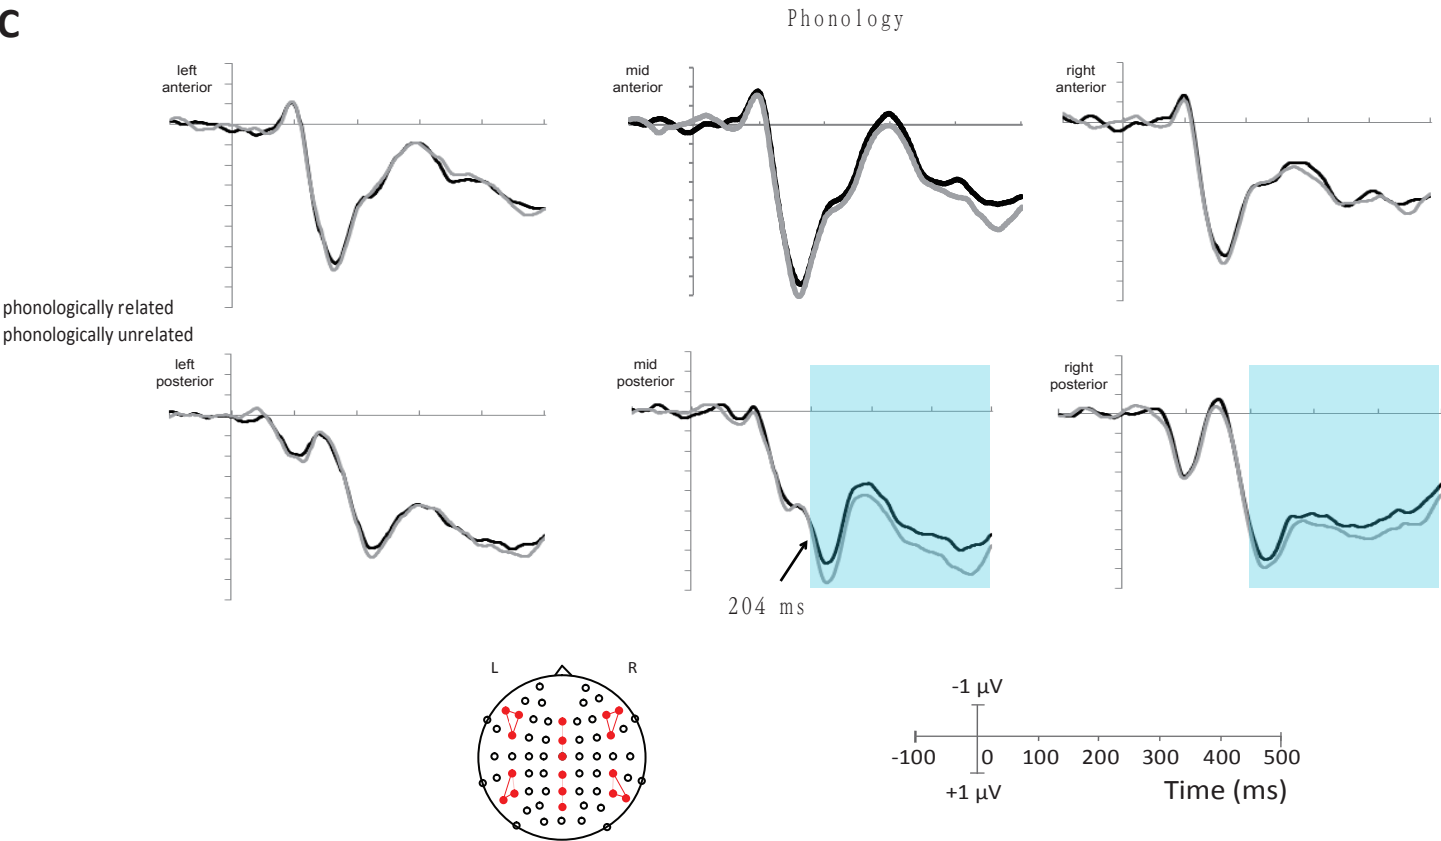 C
Phonology
left
anterior
mid
anterior
right
anterior
phonologically related
phonologically unrelated
left
posterior
mid
posterior
right
posterior
204 ms
L
R
-1 µV
-100 0 100 200 300 400 500
+1 µV
Time (ms)